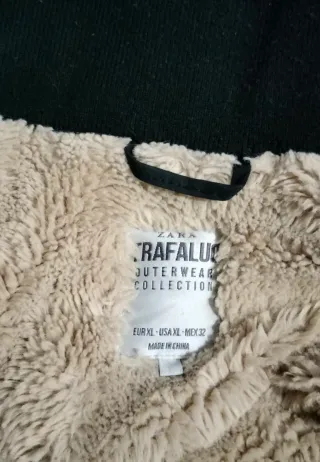 ZARA
TRAFALUC
OUTERWEAR
COLLECTION
EUR XL - USA XL - MEX 32
MADE IN CHINA